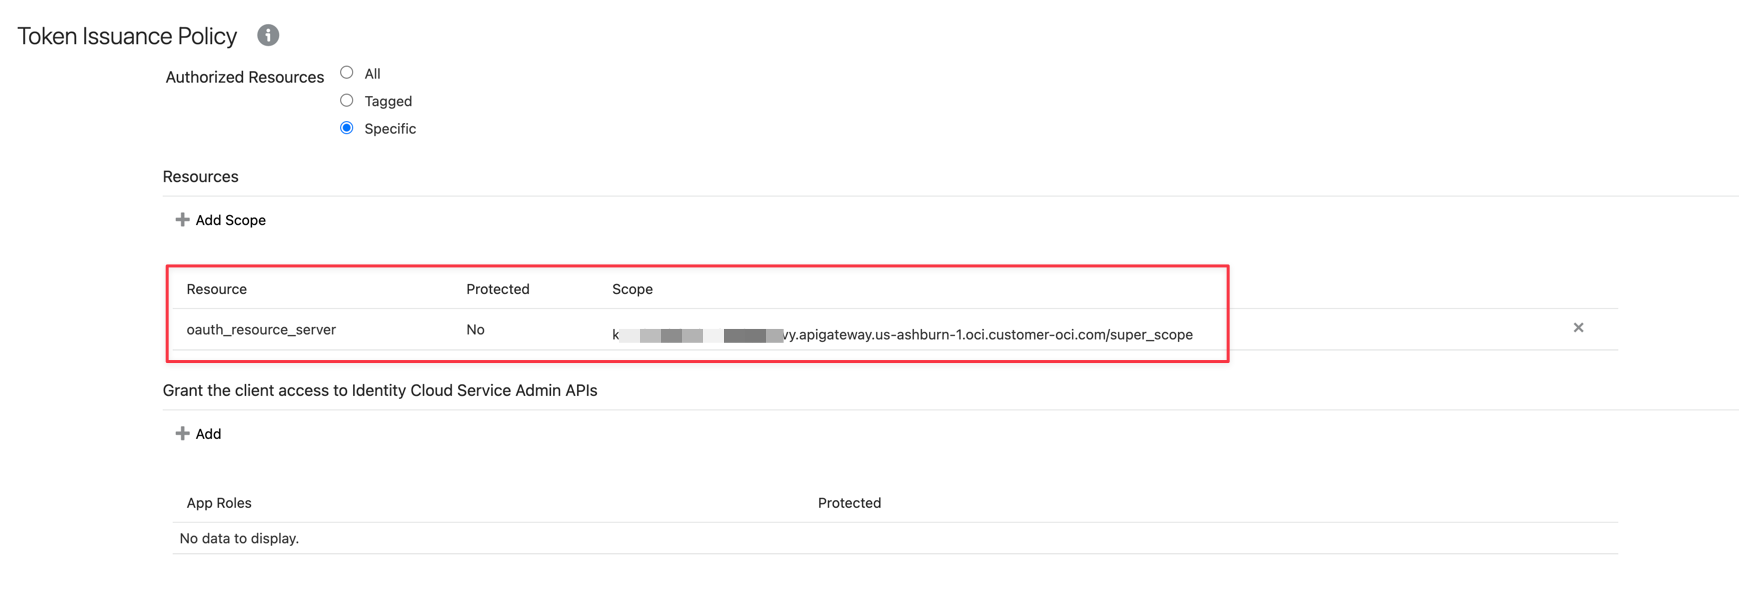 Token Issuance Policy
Authorized Resources
All
Tagged
Specific
Resources
Add Scope
Resource Protected Scope
oauth_resource_server No k vy.apigateway.us-ashburn-1.oci.customer-oci.com/super_scope
Grant the client access to Identity Cloud Service Admin APIs
Add
App Roles Protected
No data to display.